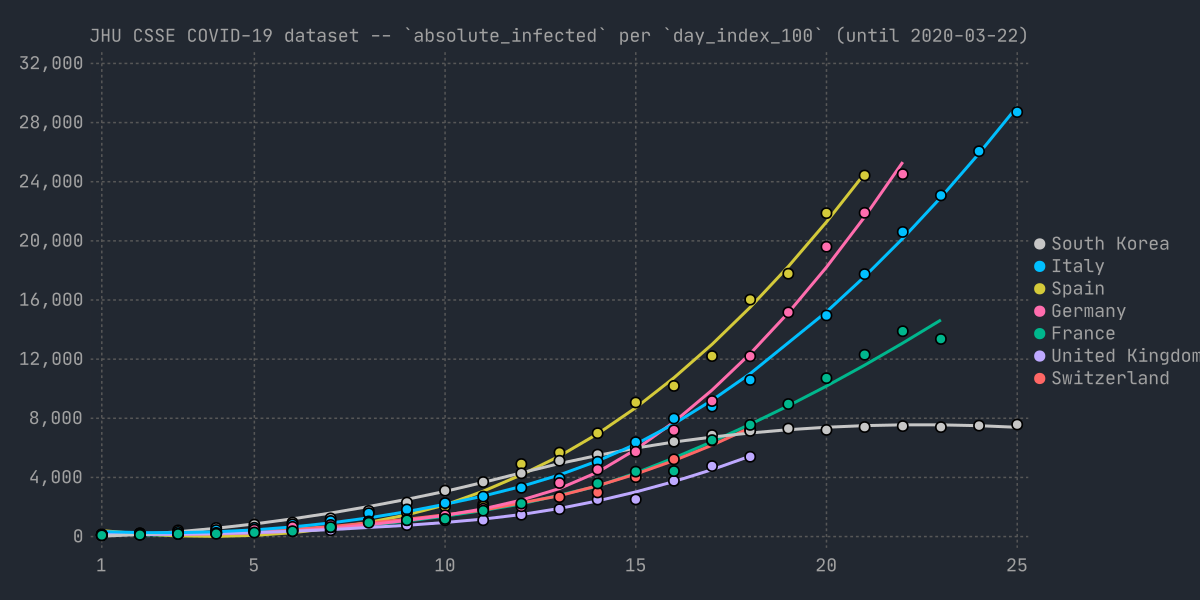 JHU CSSE COVID-19 dataset -- `absolute_infected` per `day_index_100` (until 2020-03-22)
32,000
28,000
24,000
20,000
16,000
12,000
8,000
4,000
0
1 5 10 15 20 25
South Korea
Italy
Spain
Germany
France
United Kingdom
Switzerland